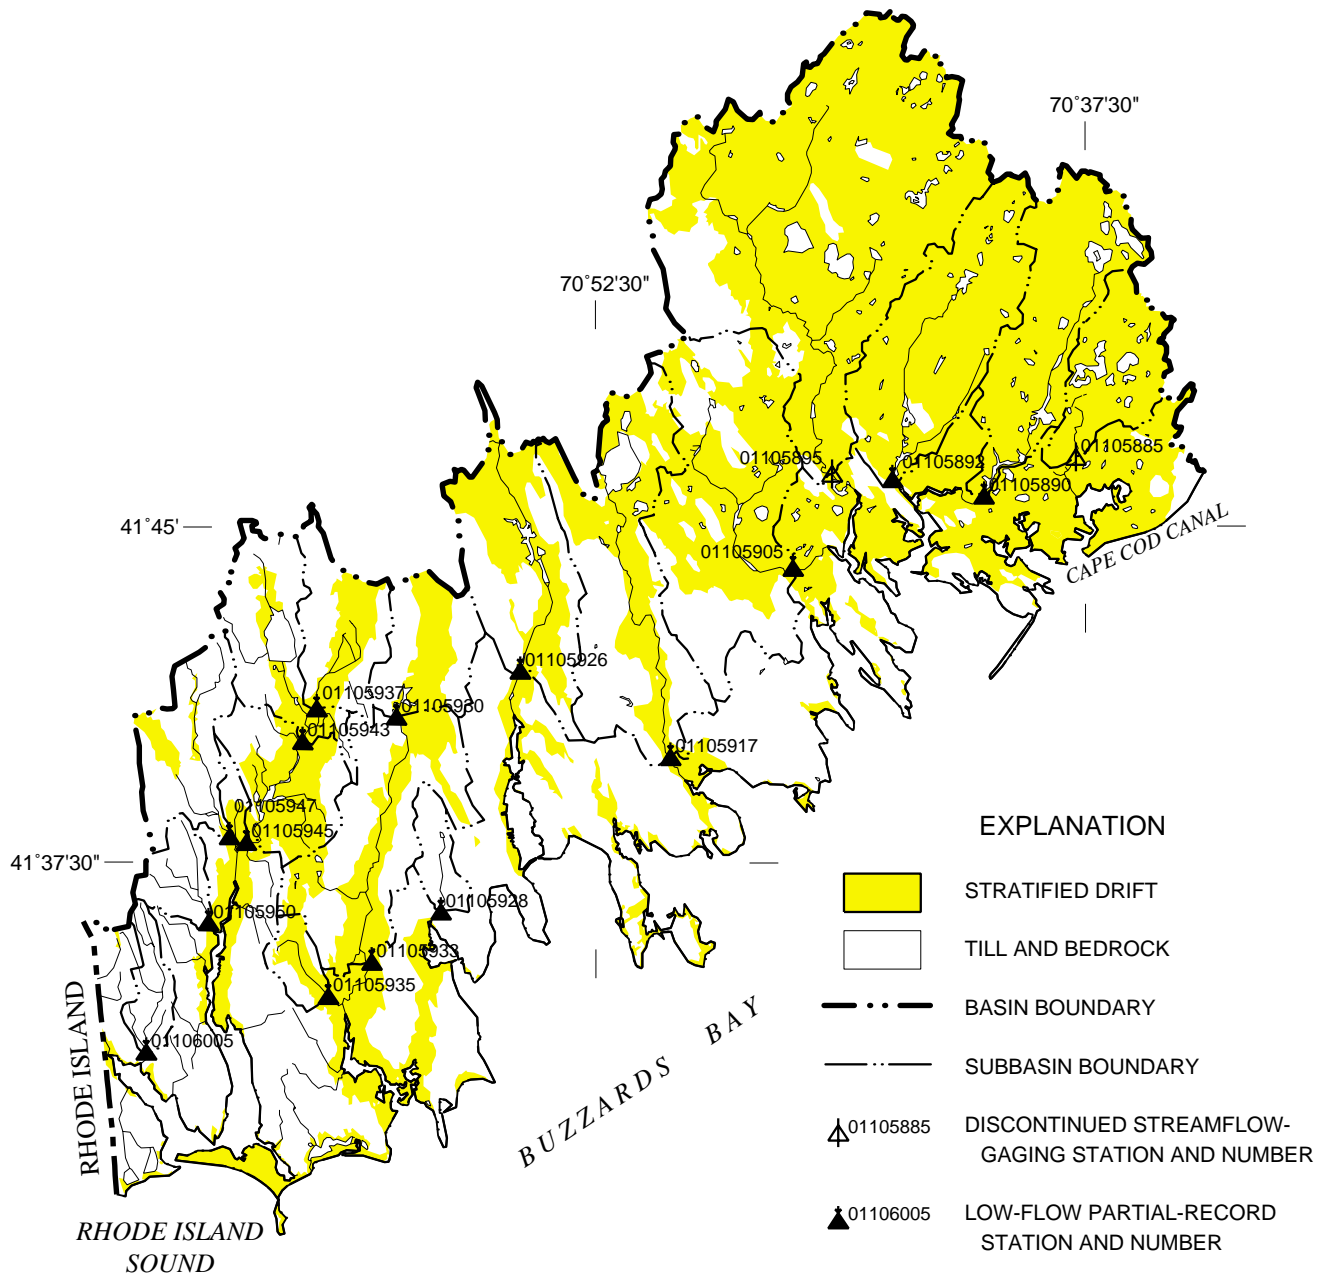 70°37'30"
70°52'30"
01105885
01105895
01105892
01105890
41°45'
CAPE COD CANAL
01105905
01105926
01105937
01105930
01105943
01105917
01105947
01105945
EXPLANATION
41°37'30"
STRATIFIED DRIFT
01105928
01105950
TILL AND BEDROCK
01105933
01105935
BASIN BOUNDARY
RHODE ISLAND
BUZZARDS BAY
01106005
SUBBASIN BOUNDARY
01105885
DISCONTINUED STREAMFLOW-
GAGING STATION AND NUMBER
01106005
LOW-FLOW PARTIAL-RECORD
STATION AND NUMBER
RHODE ISLAND
SOUND